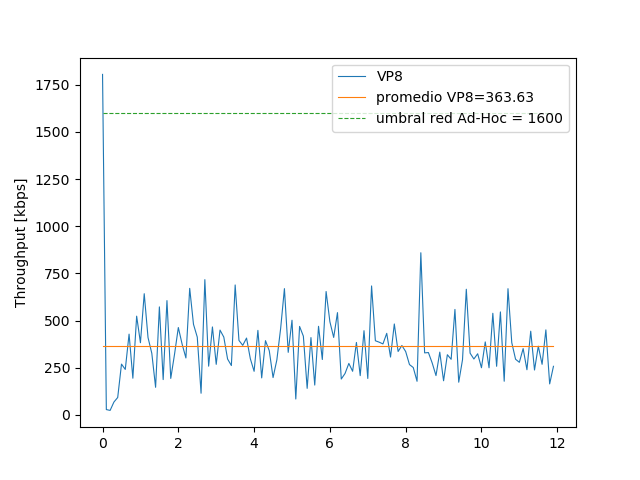 VP8
promedio VP8=363.63
umbral red Ad-Hoc = 1600
Throughput [kbps]
1750
1500
1250
1000
750
500
250
0
0 2 4 6 8 10 12